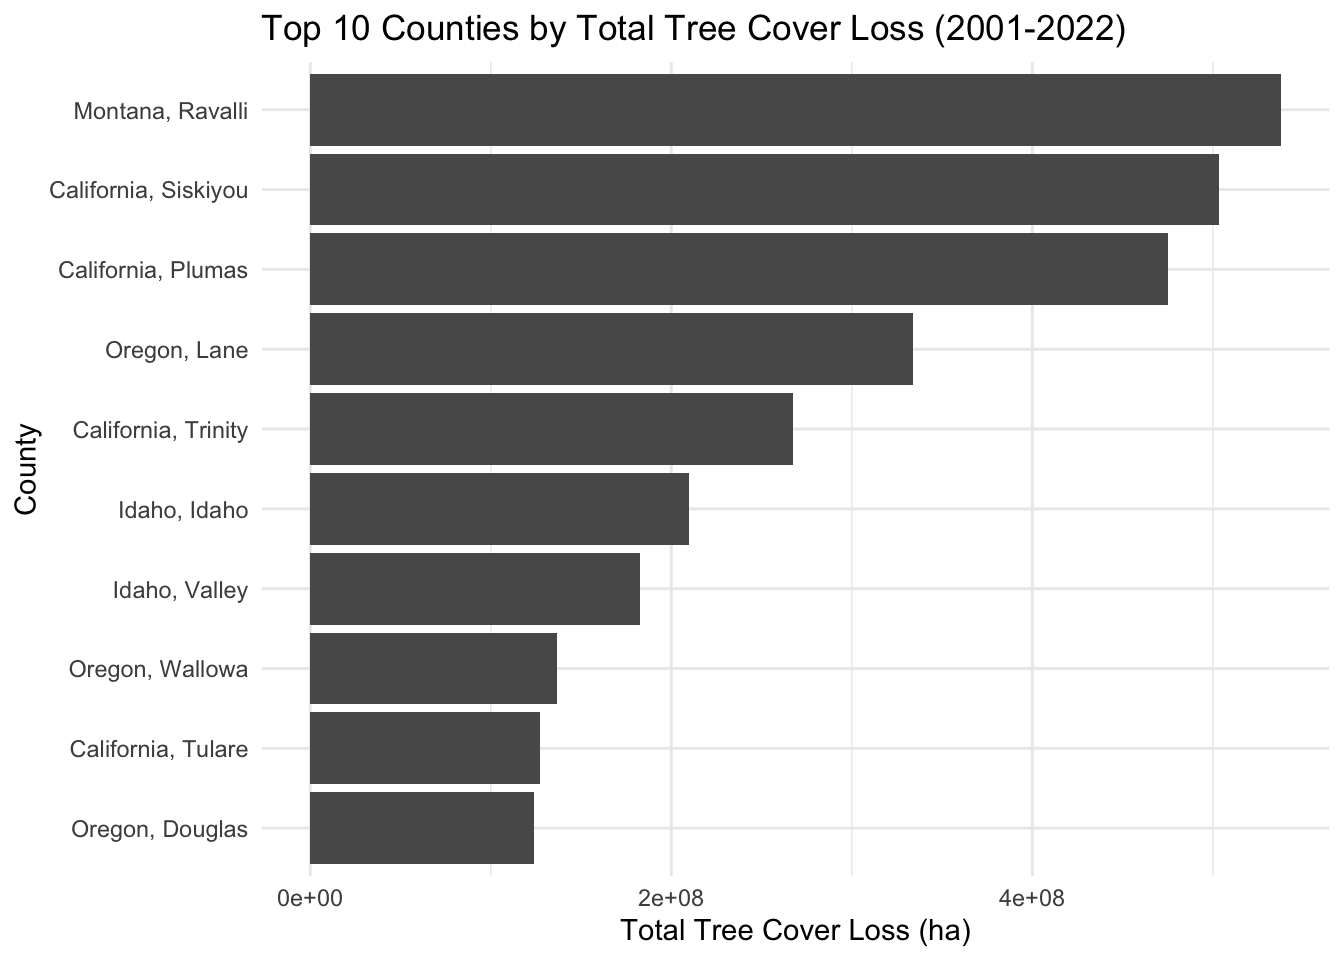 Top 10 Counties by Total Tree Cover Loss (2001-2022)
County
Montana, Ravalli
California, Siskiyou
California, Plumas
Oregon, Lane
California, Trinity
Idaho, Idaho
Idaho, Valley
Oregon, Wallowa
California, Tulare
Oregon, Douglas
0e+00 2e+08 4e+08
Total Tree Cover Loss (ha)